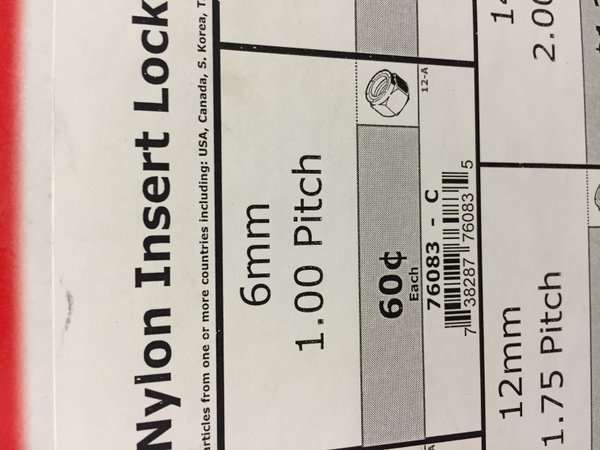 Nylon Insert Lock
articles from one or more countries including: USA, Canada, S. Korea,
6mm
1.00 Pitch
12-A
60¢
Each
76083 - C
7 38287 76083 5
2.00
12mm
1.75 Pitch